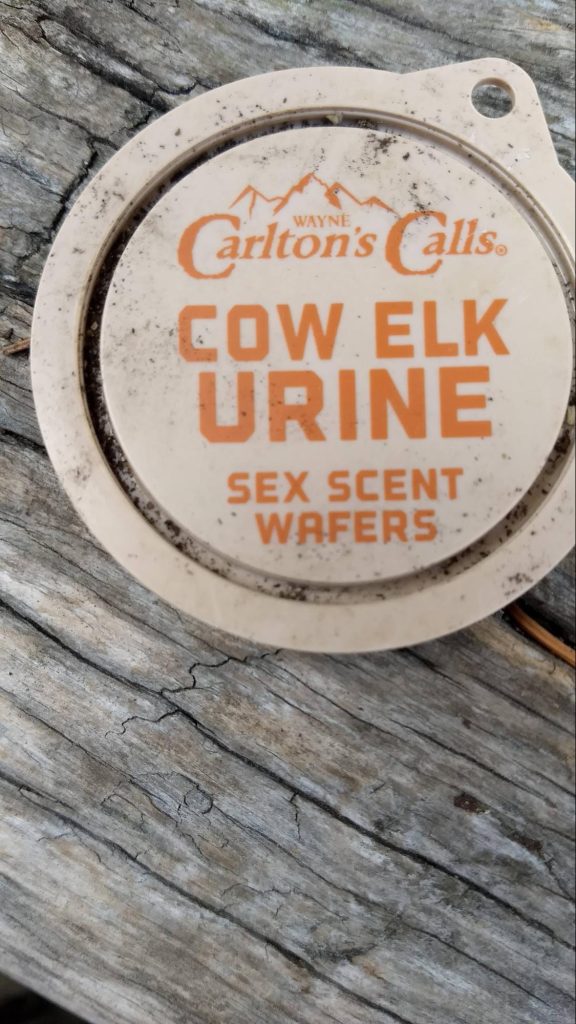 WAYNE
Carlton's Calls®
COW ELK
URINE
SEX SCENT
WAFERS